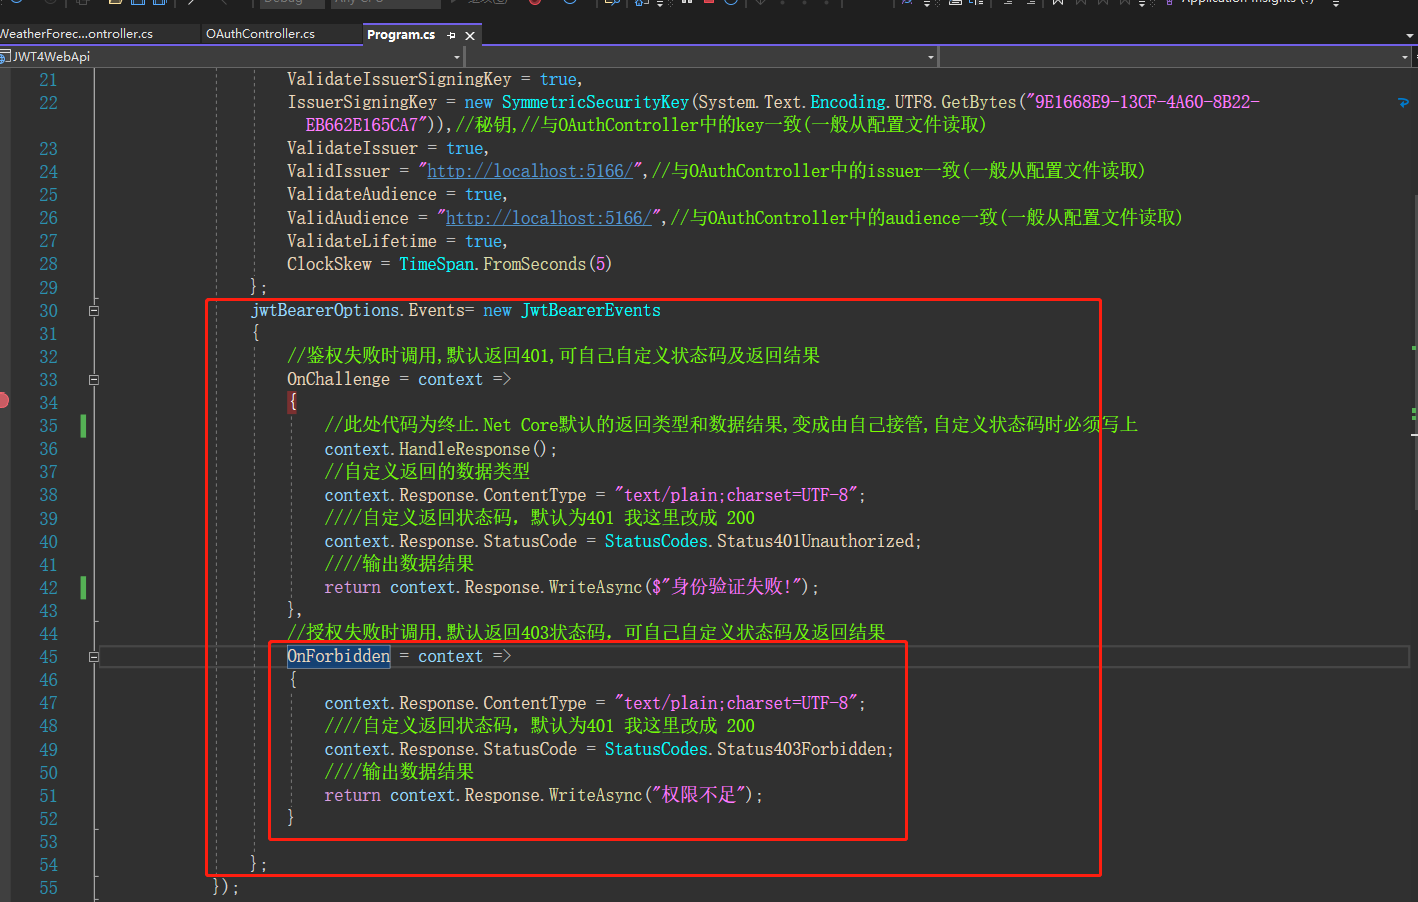 WeatherForec...ontroller.cs OAuthController.cs Program.cs
JWT4WebApi
21 ValidateIssuerSigningKey = true,
22 IssuerSigningKey = new SymmetricSecurityKey(System.Text.Encoding.UTF8.GetBytes("9E1668E9-13CF-4A60-8B22-
EB662E165CA7")),//秘钥,//与OAuthController中的key一致(一般从配置文件读取)
23 ValidateIssuer = true,
24 ValidIssuer = "http://localhost:5166/",//与OAuthController中的issuer一致(一般从配置文件读取)
25 ValidateAudience = true,
26 ValidAudience = "http://localhost:5166/",//与OAuthController中的audience一致(一般从配置文件读取)
27 ValidateLifetime = true,
28 ClockSkew = TimeSpan.FromSeconds(5)
29 };
30 jwtBearerOptions.Events= new JwtBearerEvents
31 {
32 //鉴权失败时调用,默认返回401,可自己自定义状态码及返回结果
33 OnChallenge = context =>
34 {
35 //此处代码为终止.Net Core默认的返回类型和数据结果,变成由自己接管,自定义状态码时必须写上
36 context.HandleResponse();
37 //自定义返回的数据类型
38 context.Response.ContentType = "text/plain;charset=UTF-8";
39 ////自定义返回状态码，默认为401 我这里改成 200
40 context.Response.StatusCode = StatusCodes.Status401Unauthorized;
41 ////输出数据结果
42 return context.Response.WriteAsync($"身份验证失败!");
43 },
44 //授权失败时调用,默认返回403状态码，可自己自定义状态码及返回结果
45 OnForbidden = context =>
46 {
47 context.Response.ContentType = "text/plain;charset=UTF-8";
48 ////自定义返回状态码，默认为401 我这里改成 200
49 context.Response.StatusCode = StatusCodes.Status403Forbidden;
50 ////输出数据结果
51 return context.Response.WriteAsync("权限不足");
52 }
53
54 };
55 });